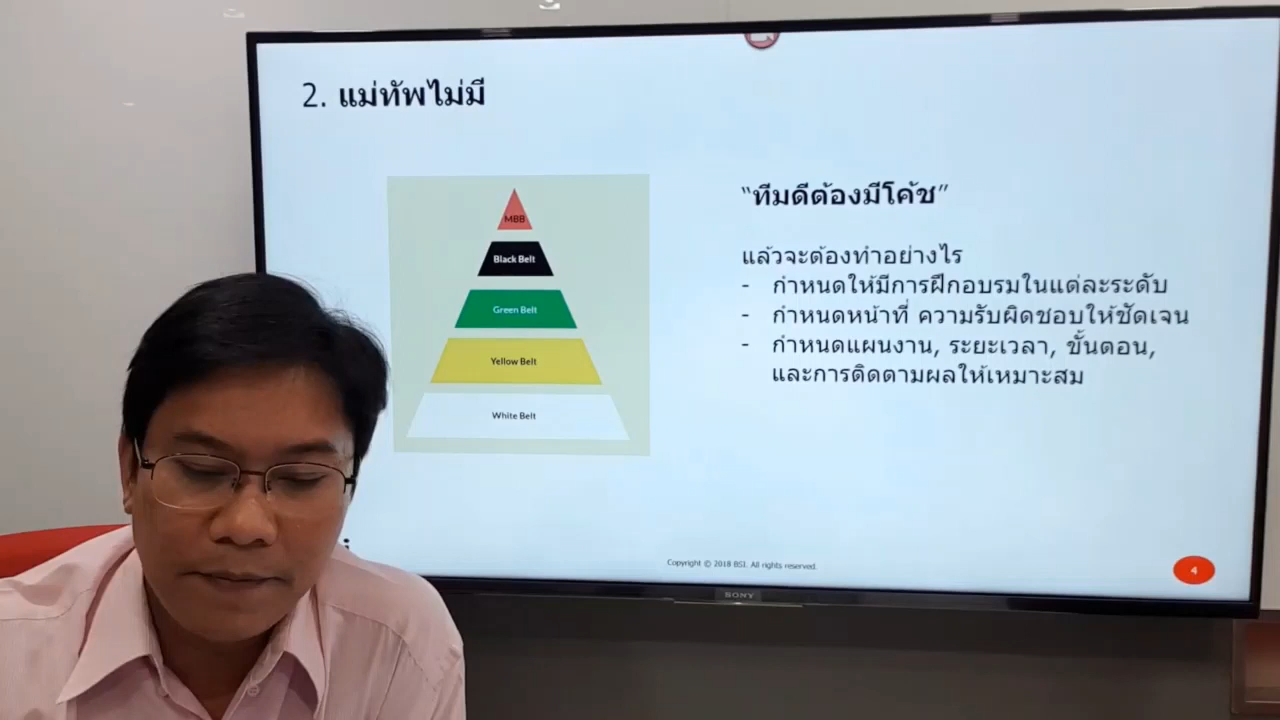 2. แม่ทัพไม่มี
MBB
Black Belt
Green Belt
Yellow Belt
White Belt
“ทีมดีต้องมีโค้ช”
แล้วจะต้องทำอย่างไร
- กำหนดให้มีการฝึกอบรมในแต่ละระดับ
- กำหนดหน้าที่ ความรับผิดชอบให้ชัดเจน
- กำหนดแผนงาน, ระยะเวลา, ขั้นตอน,
และการติดตามผลให้เหมาะสม
Copyright © 2018 BSI. All rights reserved.
4
SONY